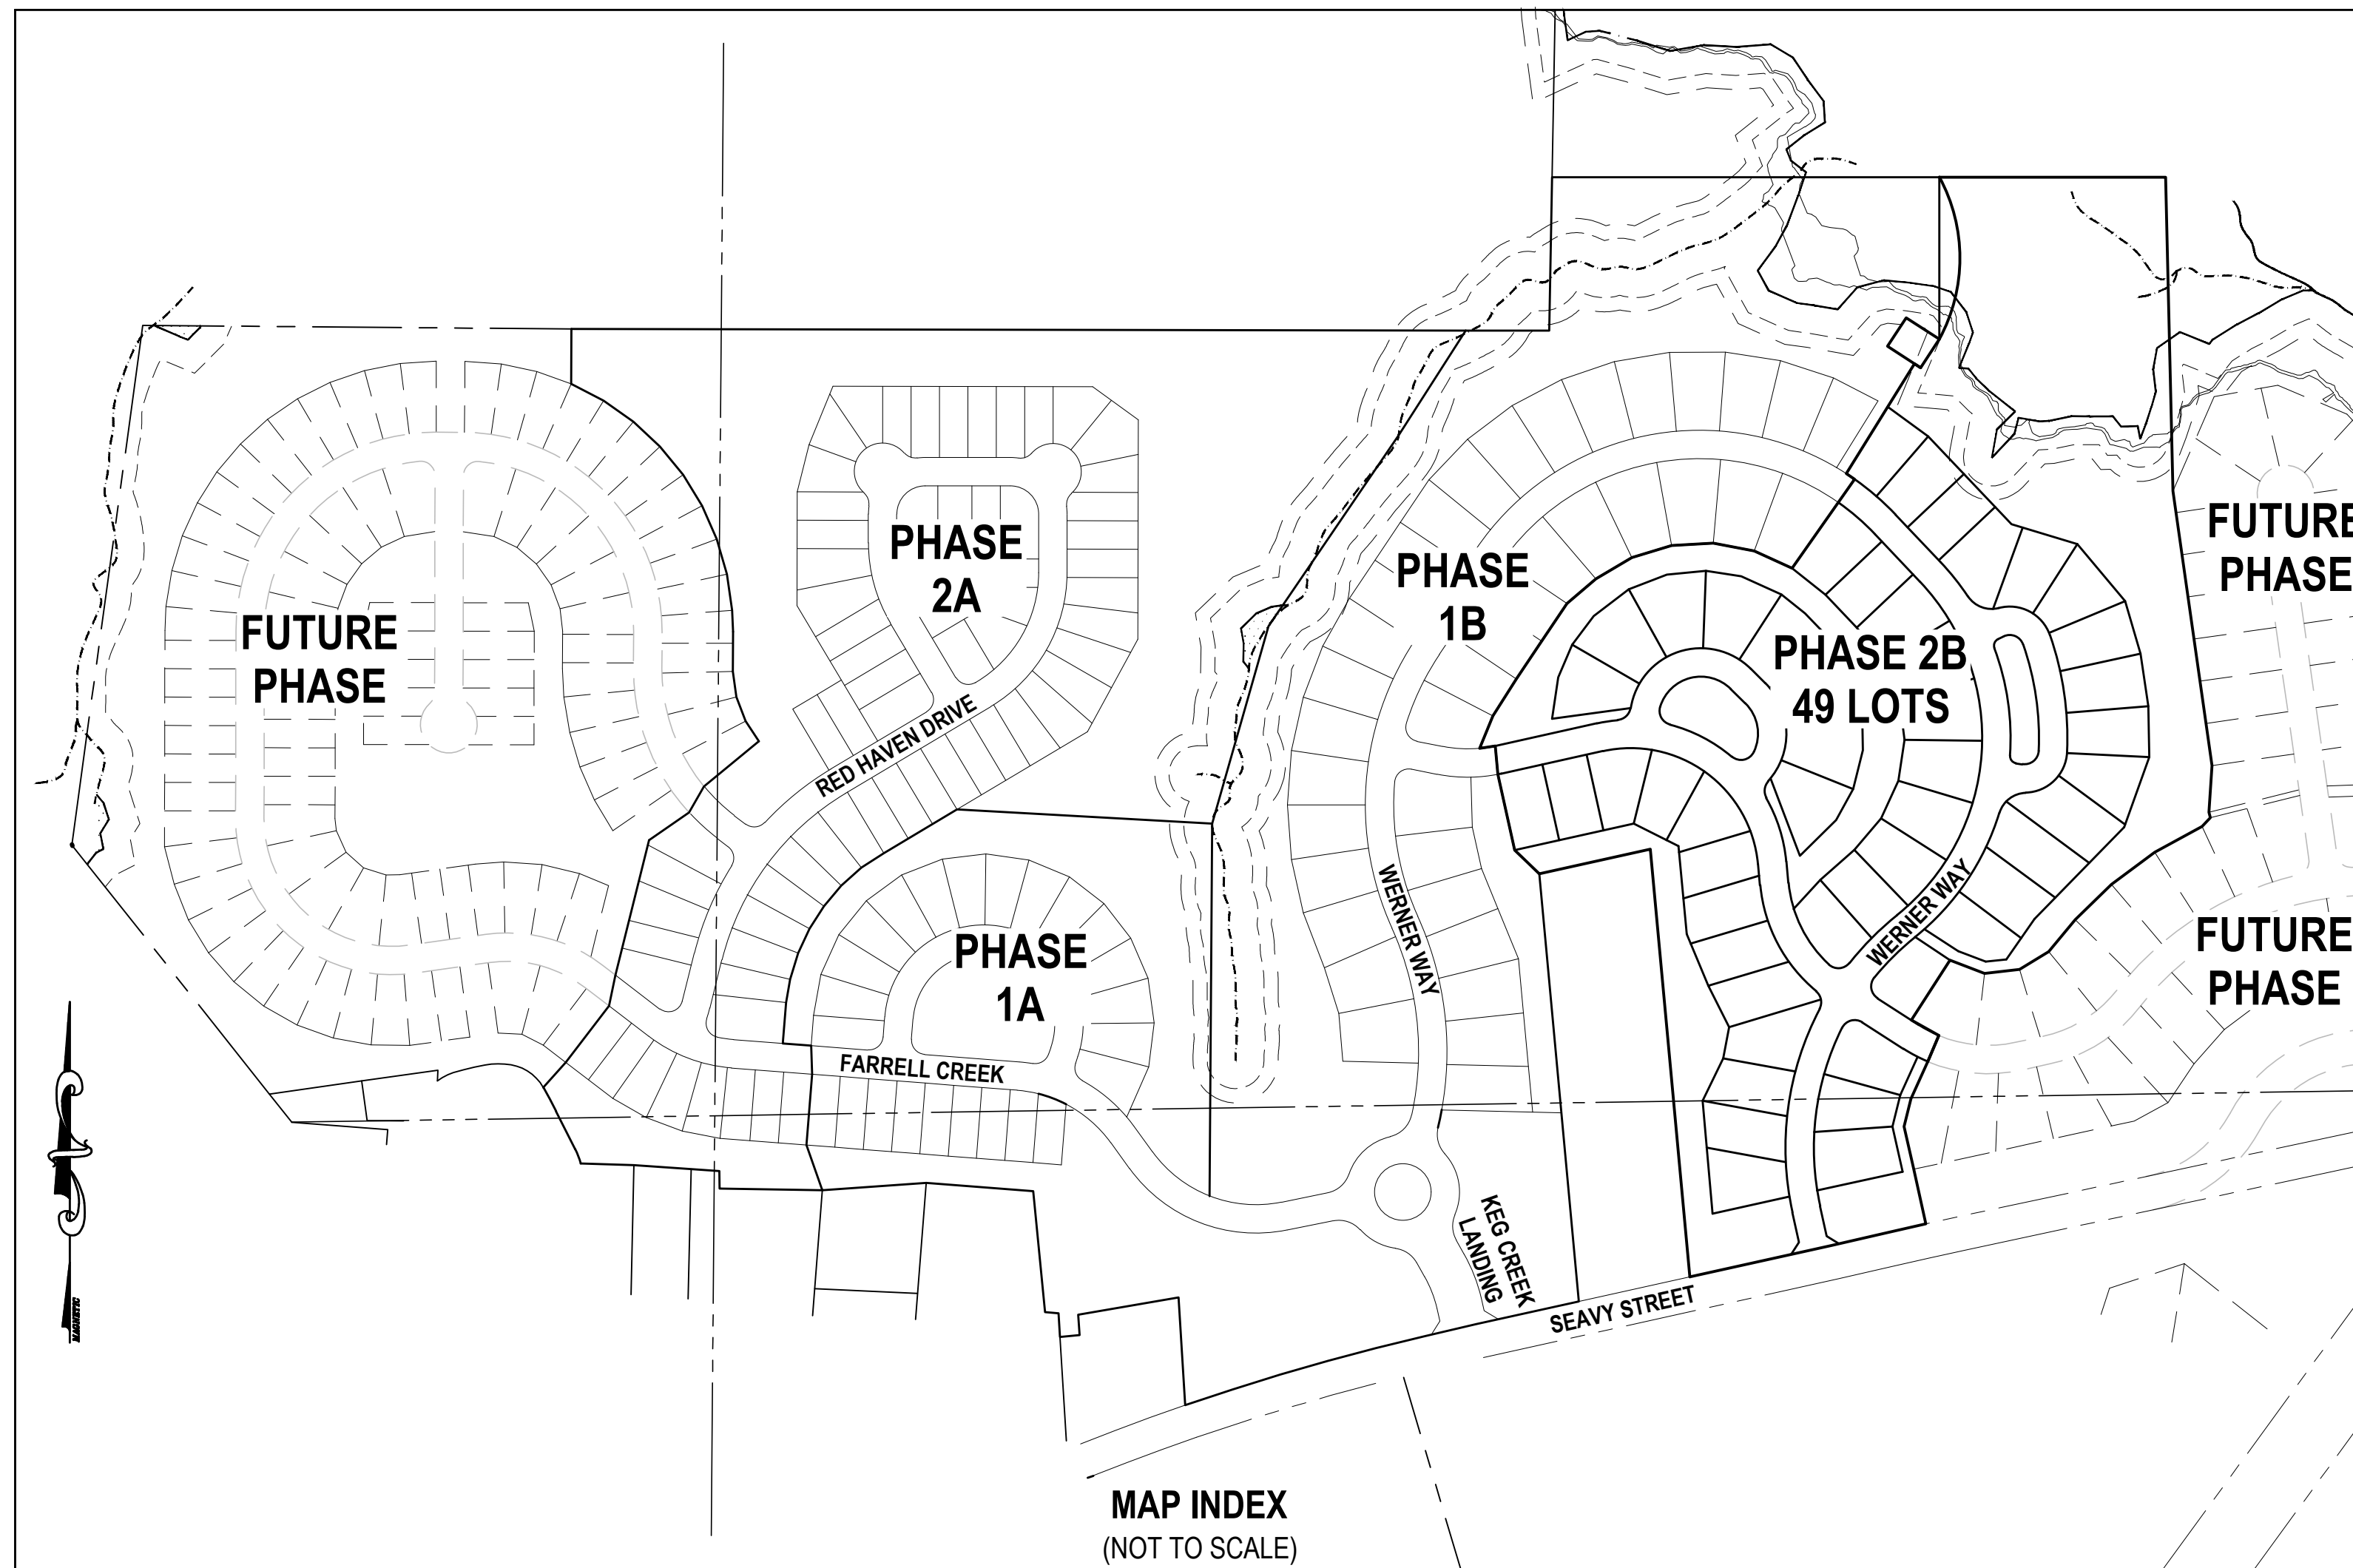 FUTURE
PHASE
PHASE
2A
PHASE
1B
PHASE 2B
49 LOTS
FUTURE
PHASE
RED HAVEN DRIVE
PHASE
1A
FARRELL CREEK
WERNER WAY
WERNER WAY
FUTURE
PHASE
KEG CREEK
LANDING
SEAVY STREET
MAGNETIC
MAP INDEX
(NOT TO SCALE)